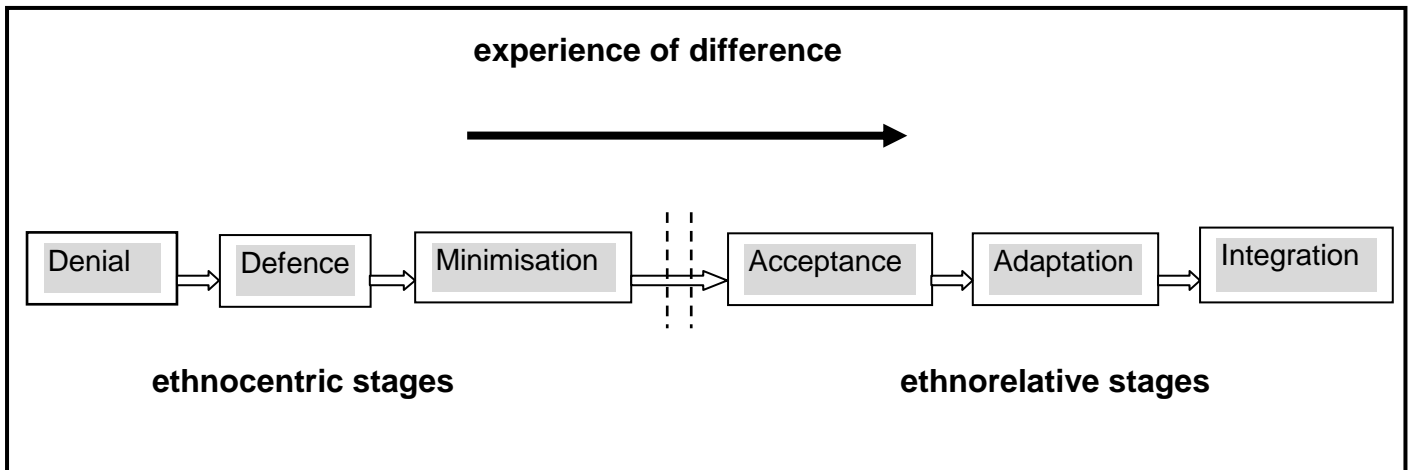 experience of difference
Denial
Defence
Minimisation
Acceptance
Adaptation
Integration
ethnocentric stages
ethnorelative stages